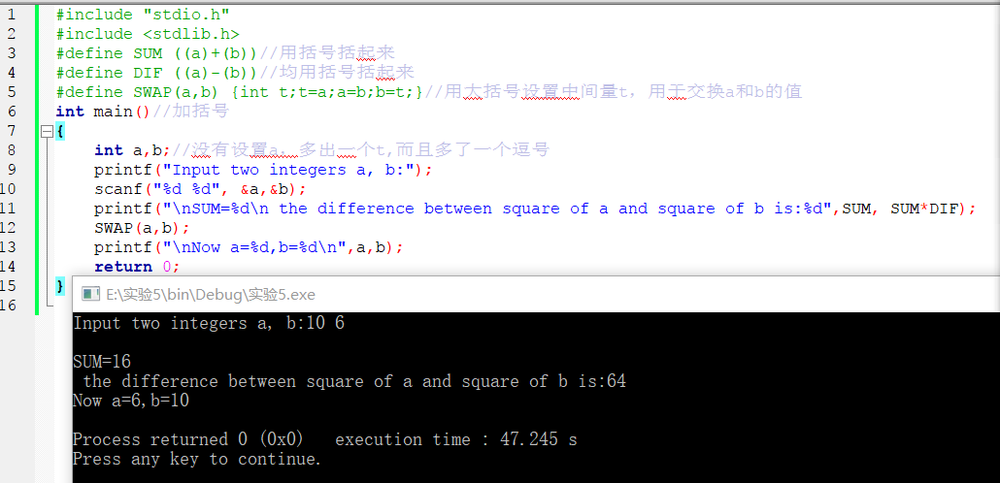 1 #include "stdio.h"
2 #include <stdlib.h>
3 #define SUM ((a)+(b))//用括号括起来
4 #define DIF ((a)-(b))//均用括号括起来
5 #define SWAP(a,b) {int t;t=a;a=b;b=t;}//用大括号设置中间量t，用于交换a和b的值
6 int main()//加括号
7 {
8 int a,b;//没有设置a，多出一个t,而且多了一个逗号
9 printf("Input two integers a, b:");
10 scanf("%d %d", &a,&b);
11 printf("\nSUM=%d\n the difference between square of a and square of b is:%d",SUM, SUM*DIF);
12 SWAP(a,b);
13 printf("\nNow a=%d,b=%d\n",a,b);
14 return 0;
15 }
16
E:\实验5\bin\Debug\实验5.exe
Input two integers a, b:10 6
SUM=16
the difference between square of a and square of b is:64
Now a=6,b=10
Process returned 0 (0x0)   execution time : 47.245 s
Press any key to continue.